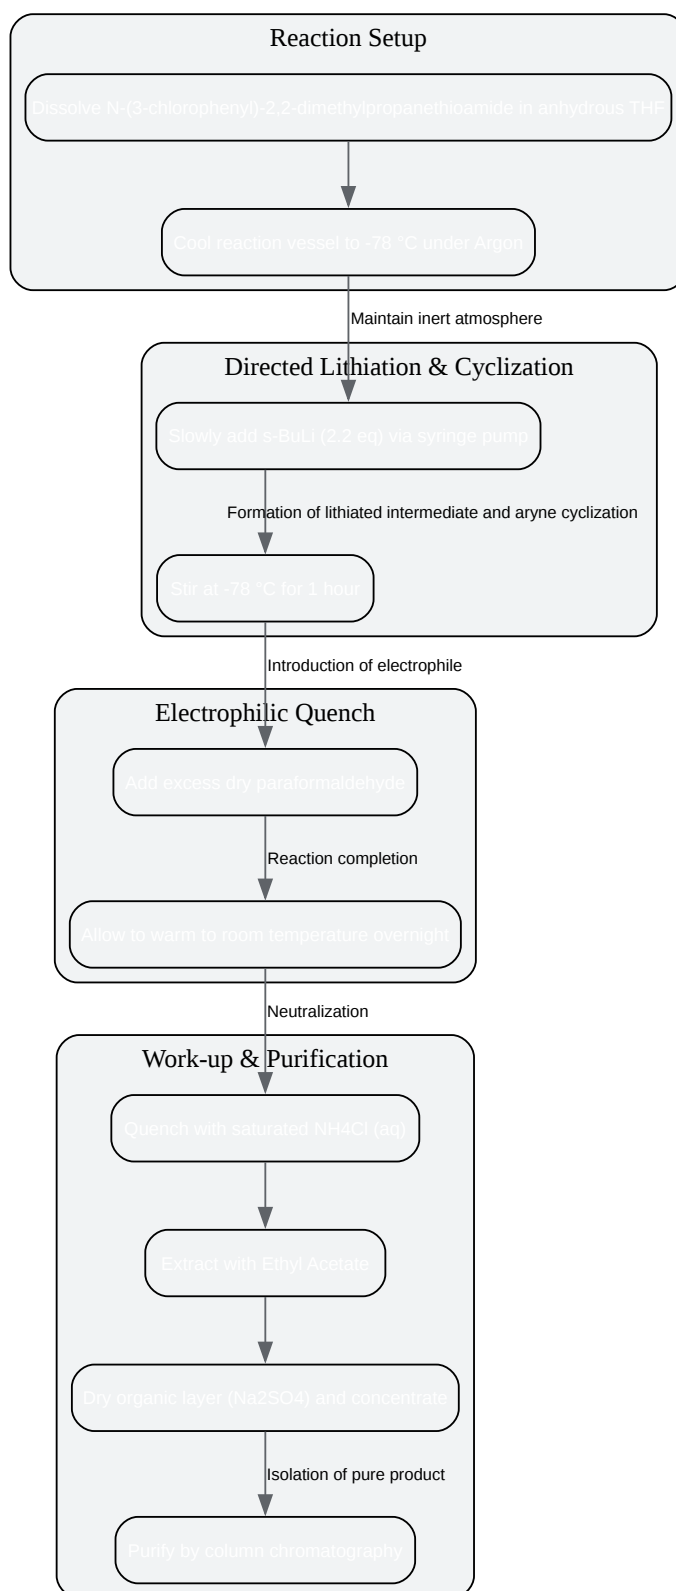 Reaction Setup
Dissolve N-(3-chlorophenyl)-2,2-dimethylpropanethioamide in anhydrous THF
Cool reaction vessel to -78 °C under Argon
Maintain inert atmosphere
Directed Lithiation & Cyclization
Slowly add s-BuLi (2.2 eq) via syringe pump
Formation of lithiated intermediate and aryne cyclization
Stir at -78 °C for 1 hour
Introduction of electrophile
Electrophilic Quench
Add excess dry paraformaldehyde
Reaction completion
Allow to warm to room temperature overnight
Neutralization
Work-up & Purification
Quench with saturated NH4Cl (aq)
Extract with Ethyl Acetate
Dry organic layer (Na2SO4) and concentrate
Isolation of pure product
Purify by column chromatography